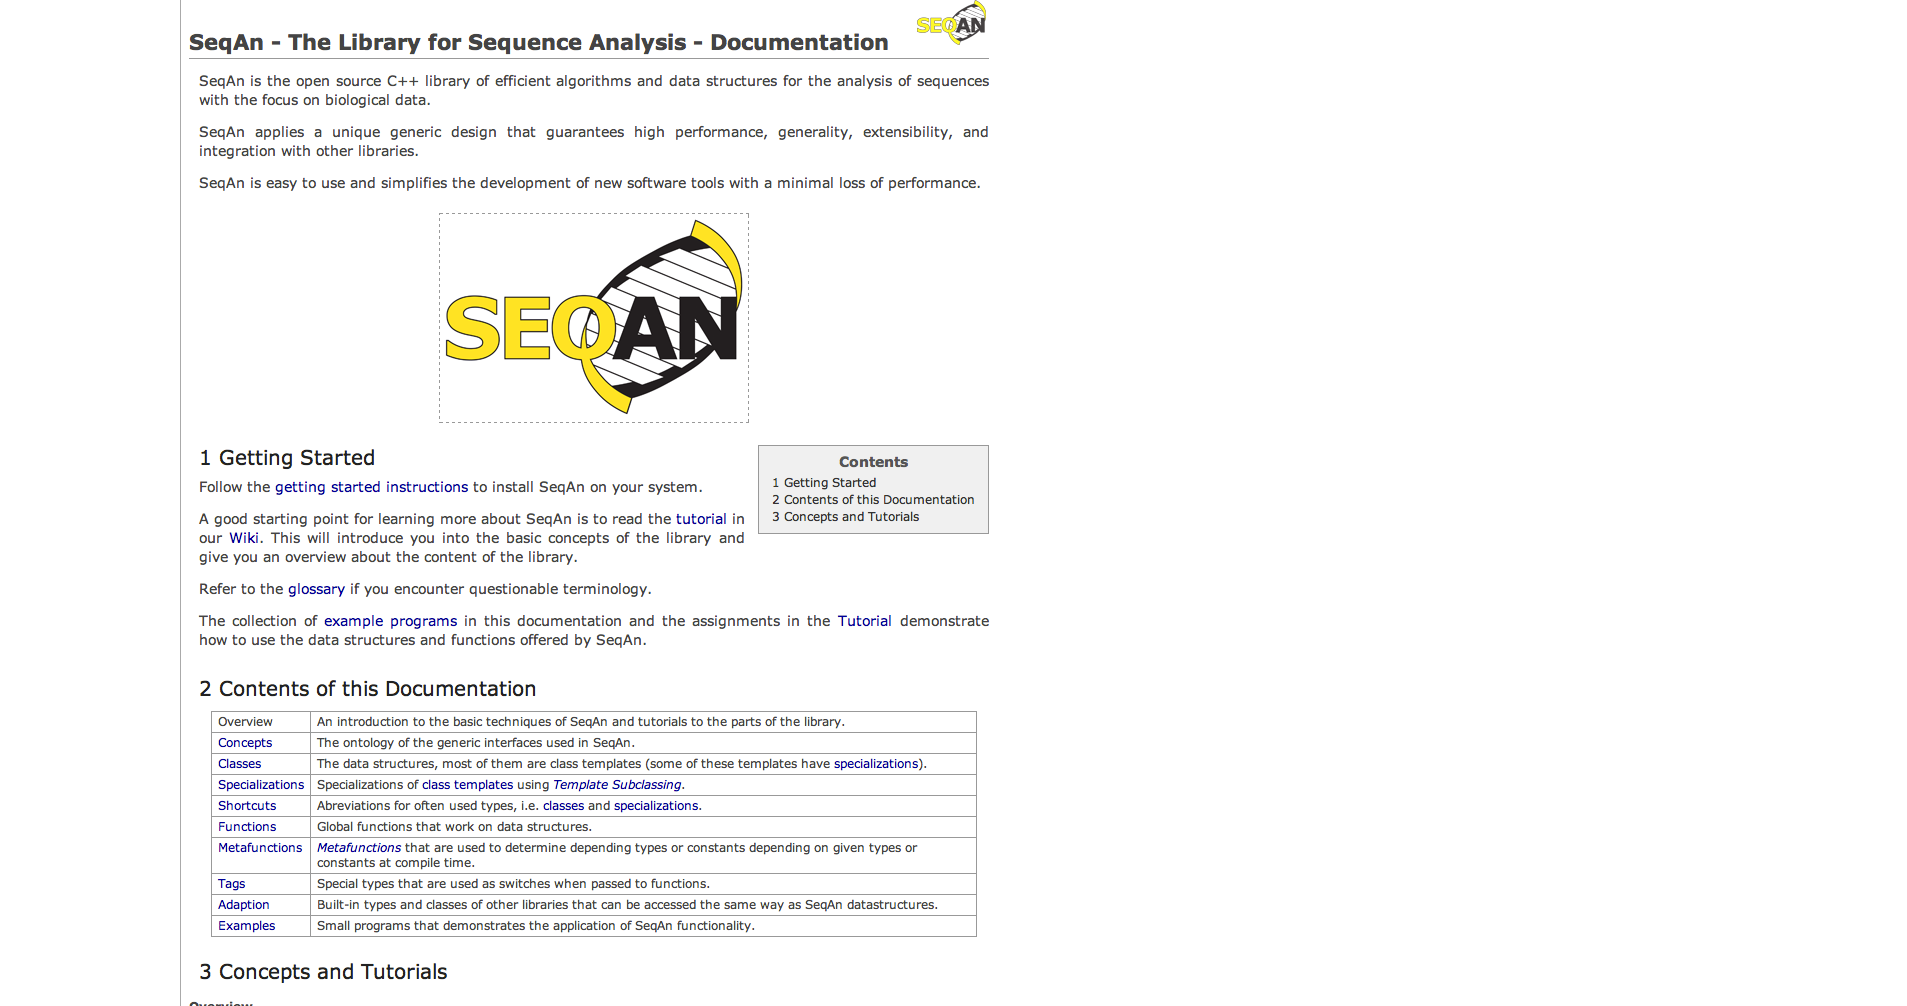 SEQAN
SeqAn - The Library for Sequence Analysis - Documentation
SeqAn is the open source C++ library of efficient algorithms and data structures for the analysis of sequences
with the focus on biological data.
SeqAn applies a unique generic design that guarantees high performance, generality, extensibility, and
integration with other libraries.
SeqAn is easy to use and simplifies the development of new software tools with a minimal loss of performance.
SEQAN
1 Getting Started
Follow the getting started instructions to install SeqAn on your system.
A good starting point for learning more about SeqAn is to read the tutorial in
our Wiki. This will introduce you into the basic concepts of the library and
give you an overview about the content of the library.
Refer to the glossary if you encounter questionable terminology.
The collection of example programs in this documentation and the assignments in the Tutorial demonstrate
how to use the data structures and functions offered by SeqAn.
Contents
1 Getting Started
2 Contents of this Documentation
3 Concepts and Tutorials
2 Contents of this Documentation
Overview An introduction to the basic techniques of SeqAn and tutorials to the parts of the library.
Concepts The ontology of the generic interfaces used in SeqAn.
Classes The data structures, most of them are class templates (some of these templates have specializations).
Specializations Specializations of class templates using Template Subclassing.
Shortcuts Abreviations for often used types, i.e. classes and specializations.
Functions Global functions that work on data structures.
Metafunctions Metafunctions that are used to determine depending types or constants depending on given types or
constants at compile time.
Tags Special types that are used as switches when passed to functions.
Adaption Built-in types and classes of other libraries that can be accessed the same way as SeqAn datastructures.
Examples Small programs that demonstrates the application of SeqAn functionality.
3 Concepts and Tutorials
Overview